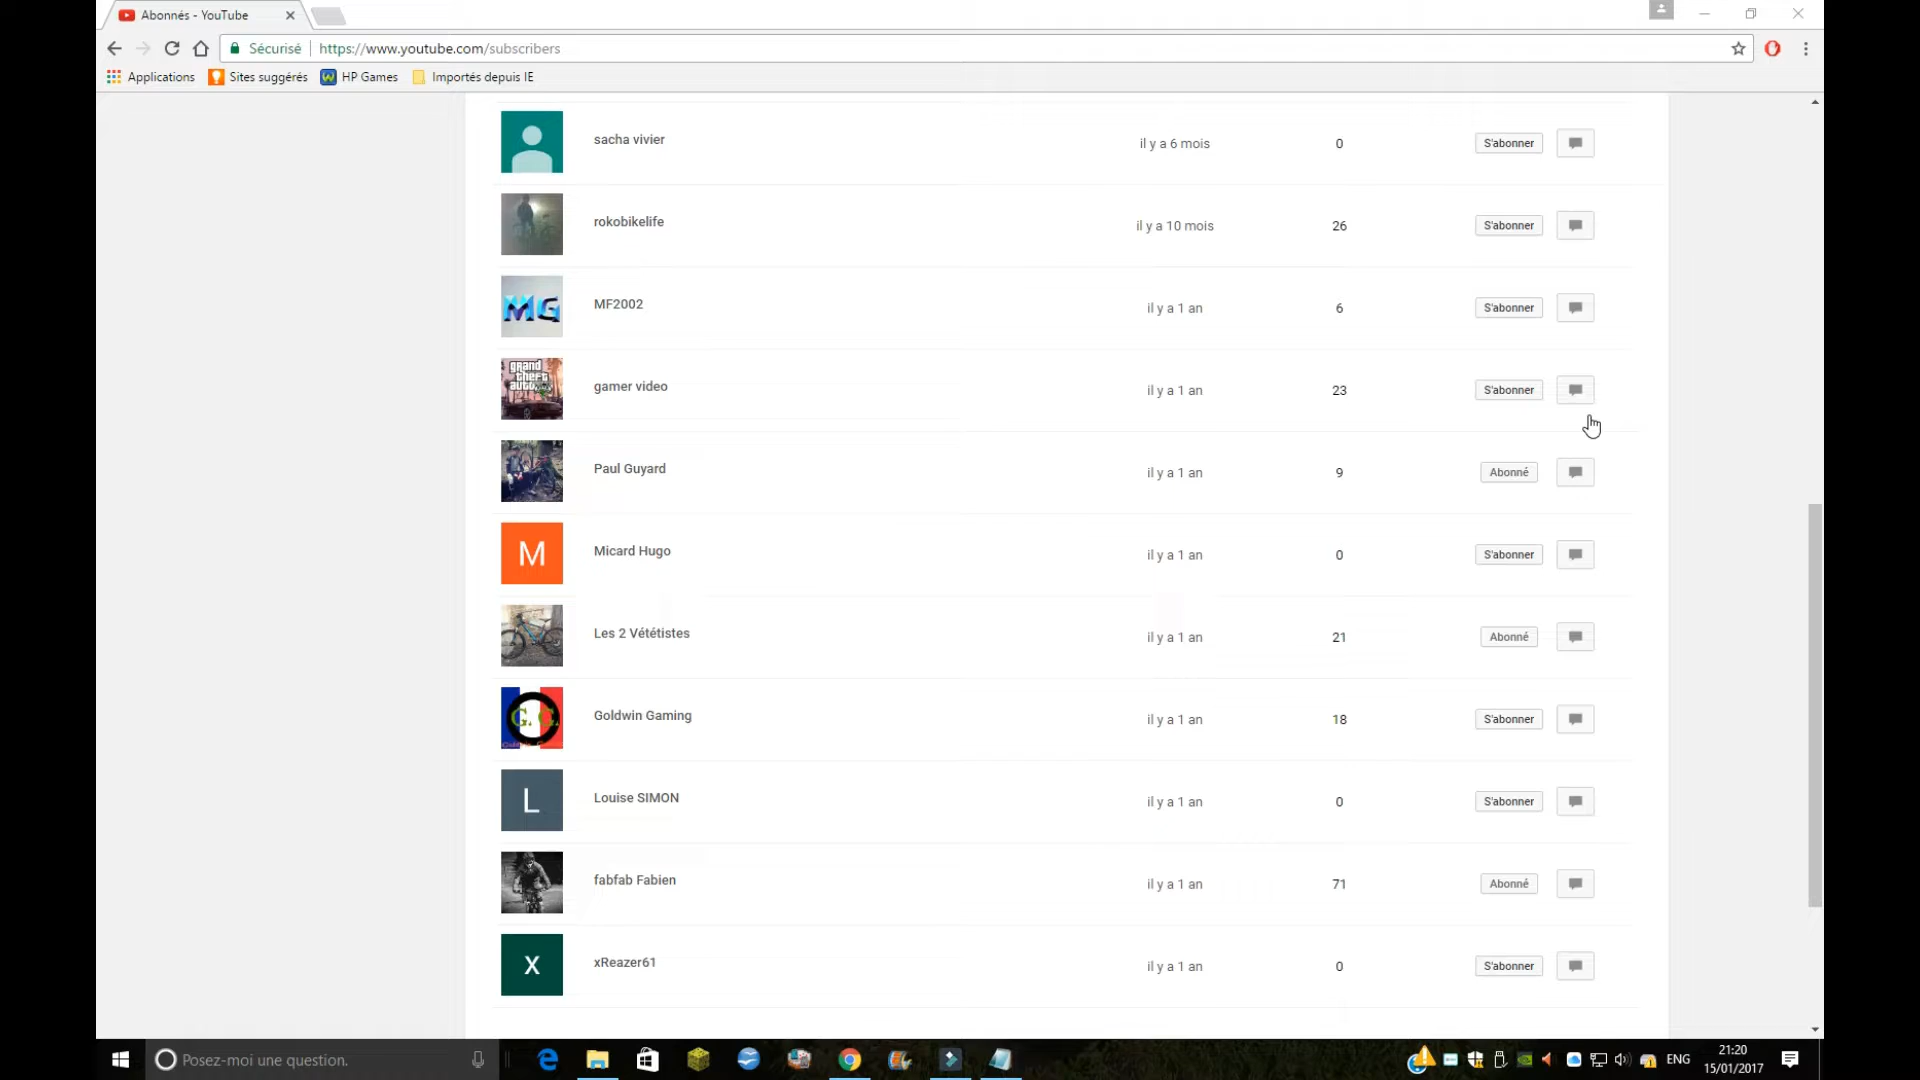 Abonnés - YouTube
Sécurisé https://www.youtube.com/subscribers
Applications Sites suggérés HP Games Importés depuis IE
sacha vivier il y a 6 mois 0 S'abonner
rokobikelife il y a 10 mois 26 S'abonner
MG
MF2002 il y a 1 an 6 S'abonner
grand
theft
auto
gamer video il y a 1 an 23 S'abonner
Paul Guyard il y a 1 an 9 Abonné
M Micard Hugo il y a 1 an 0 S'abonner
Les 2 Vététistes il y a 1 an 21 Abonné
Goldwin Gaming il y a 1 an 18 S'abonner
L Louise SIMON il y a 1 an 0 S'abonner
fabfab Fabien il y a 1 an 71 Abonné
X xReazer61 il y a 1 an 0 S'abonner
Posez-moi une question. ENG 21:20
15/01/2017